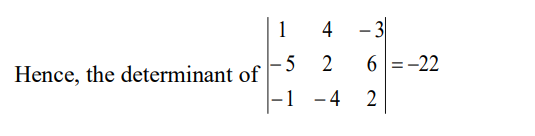 1 4 – 3
Hence, the determinant of – 5 2 6 = –22
– 1 – 4 2